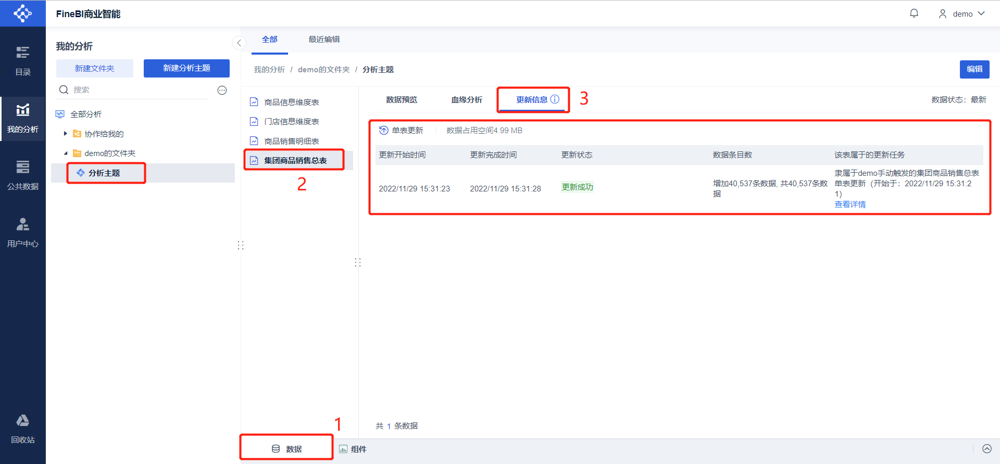 FineBI商业智能
demo
目录
我的分析
公共数据
用户中心
回收站
我的分析
新建文件夹
新建分析主题
搜索
全部分析
协作给我的
demo的文件夹
分析主题
全部
最近编辑
我的分析 / demo的文件夹 / 分析主题
编辑
商品信息维度表
门店信息维度表
商品销售明细表
集团商品销售总表
2
数据预览
血缘分析
更新信息
3
数据状态：最新
单表更新
数据占用空间4.99 MB
更新开始时间
更新完成时间
更新状态
数据条目数
该表属于的更新任务
2022/11/29 15:31:23
2022/11/29 15:31:28
更新成功
增加40,537条数据, 共40,537条数
据
隶属于demo手动触发的集团商品销售总表
单表更新（开始于：2022/11/29 15:31:2
1）
查看详情
共 1 条数据
1
数据
组件